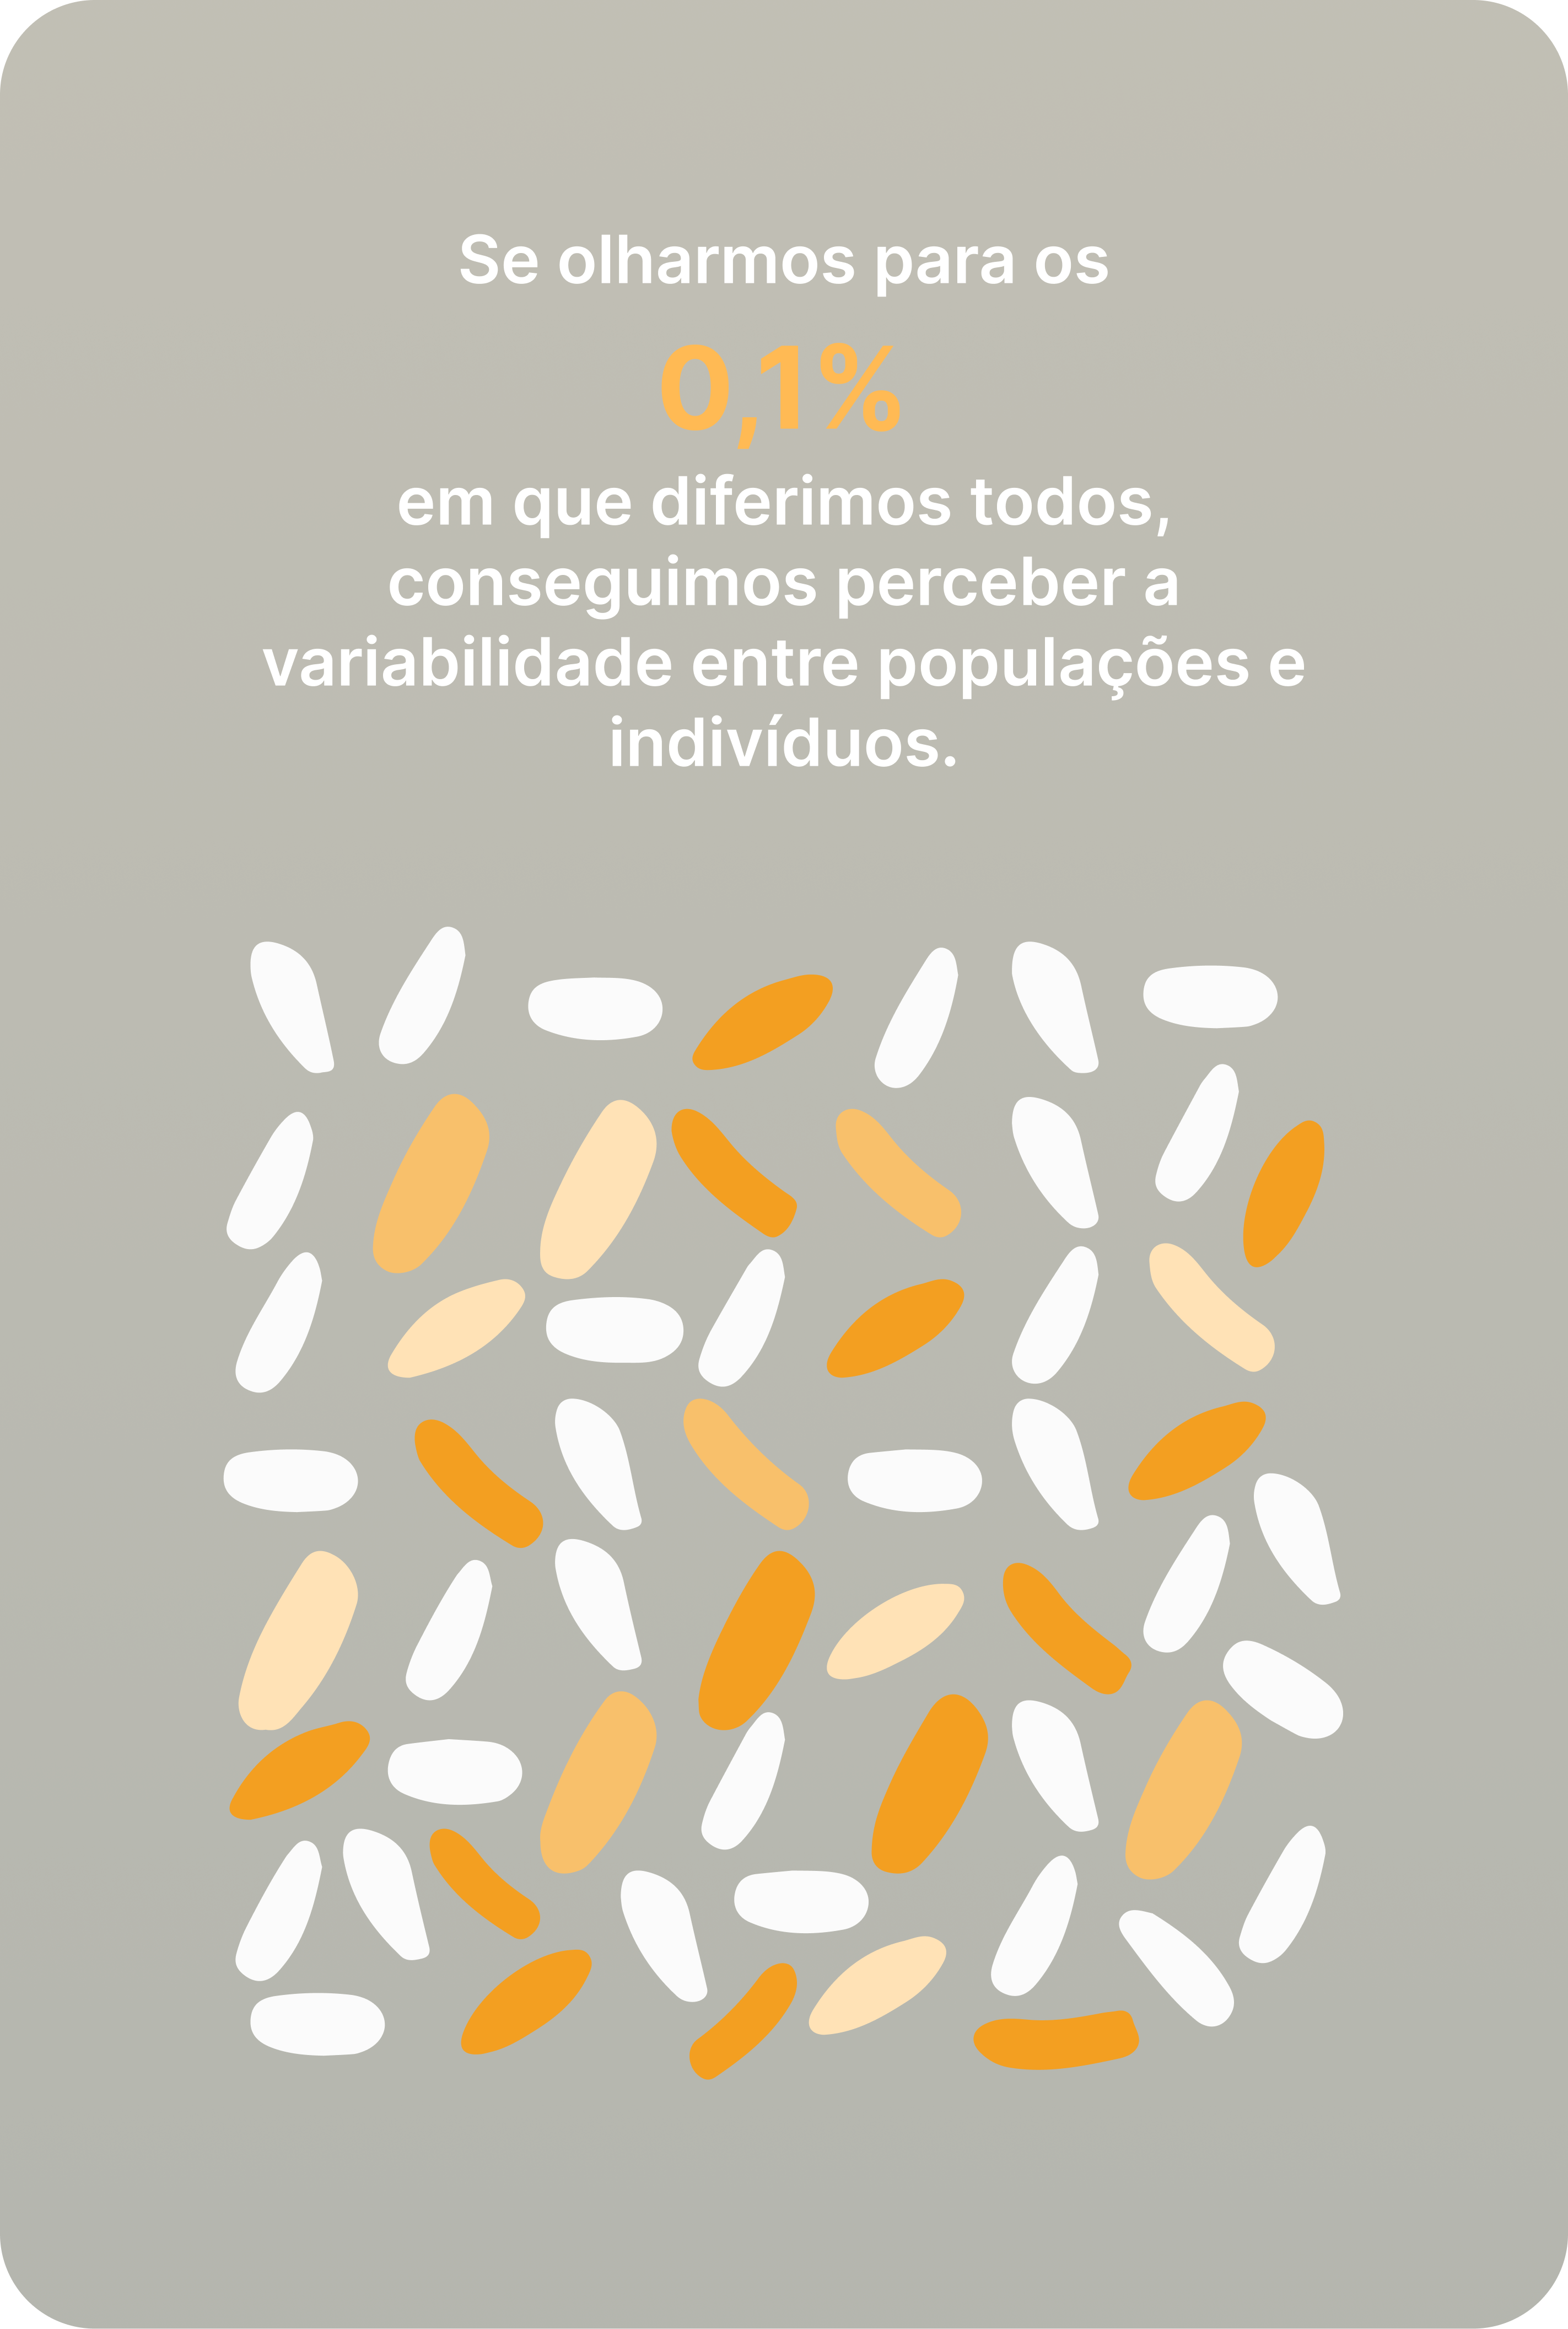 Se olharmos para os
0,1%
em que diferimos todos,
conseguimos perceber a
variabilidade entre populações e
indivíduos.